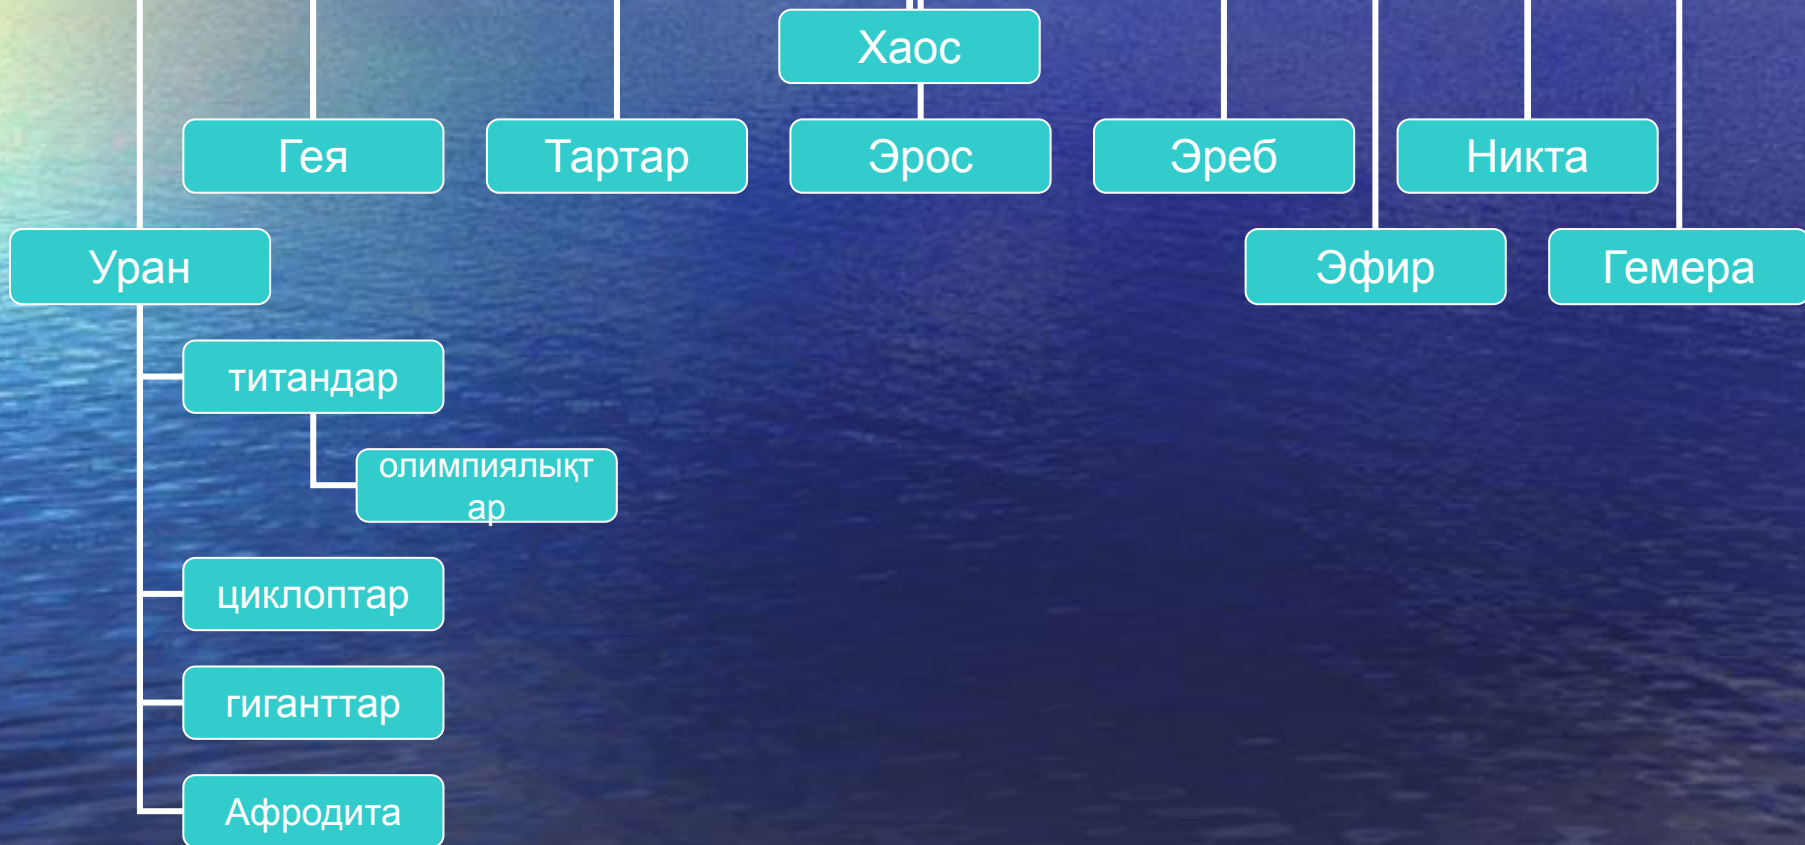 Хаос
Гея
Тартар
Эрос
Эреб
Никта
Уран
Эфир
Гемера
титандар
олимпиялықт
ар
циклоптар
гиганттар
Афродита